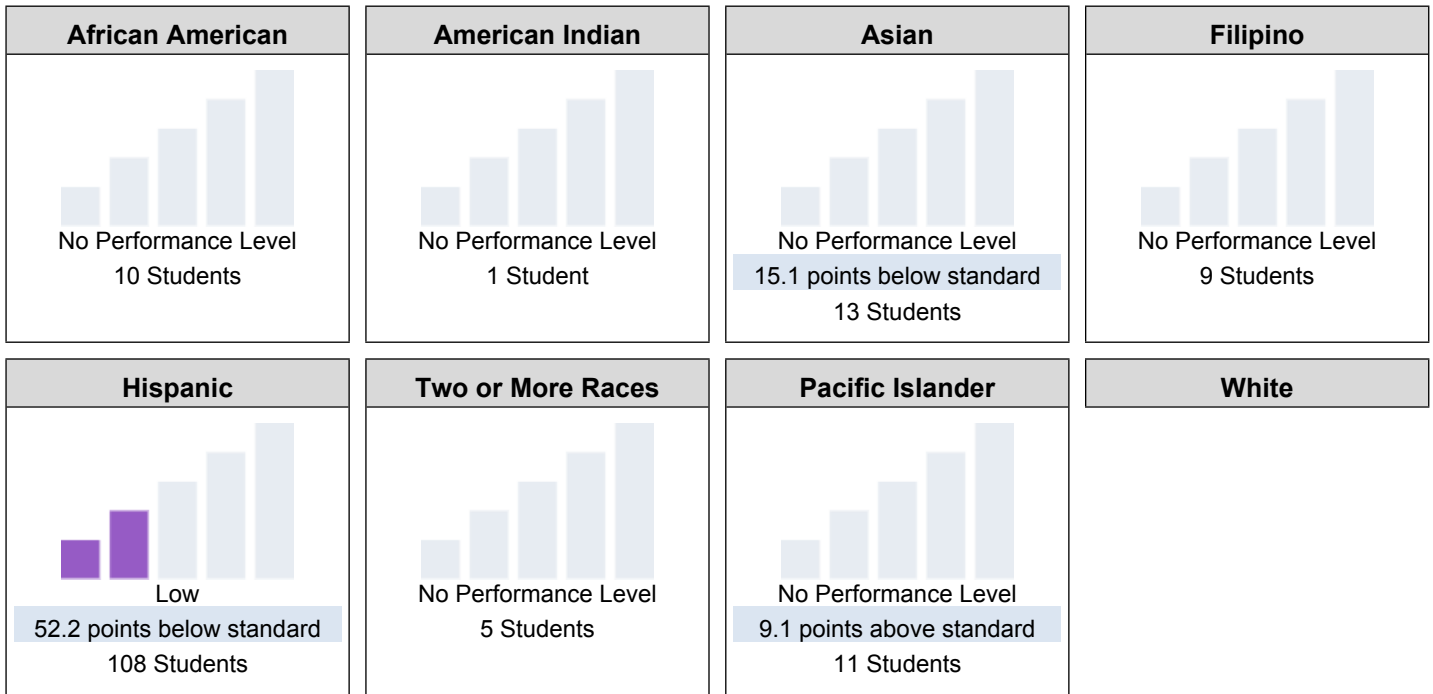 African American
No Performance Level
10 Students
American Indian
No Performance Level
1 Student
Asian
No Performance Level
15.1 points below standard
13 Students
Filipino
No Performance Level
9 Students
Hispanic
Low
52.2 points below standard
108 Students
Two or More Races
No Performance Level
5 Students
Pacific Islander
No Performance Level
9.1 points above standard
11 Students
White